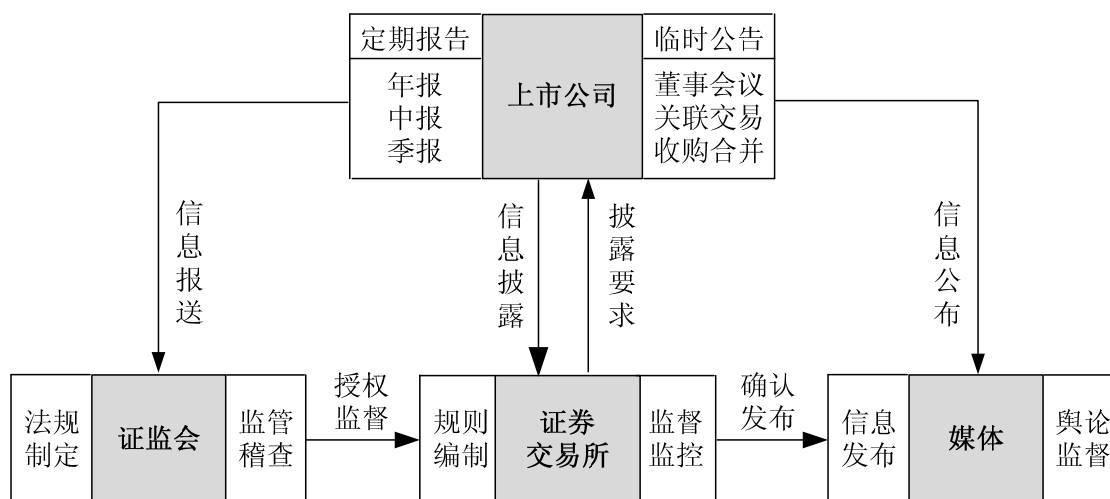 定期报告
年报
中报
季报
上市公司
临时公告
董事会议
关联交易
收购合并
信息报送
信息披露
披露要求
信息公布
法规
制定
证监会
监管
稽查
授权
监督
规则
编制
证券
交易所
监督
监控
确认
发布
信息
发布
媒体
舆论
监督